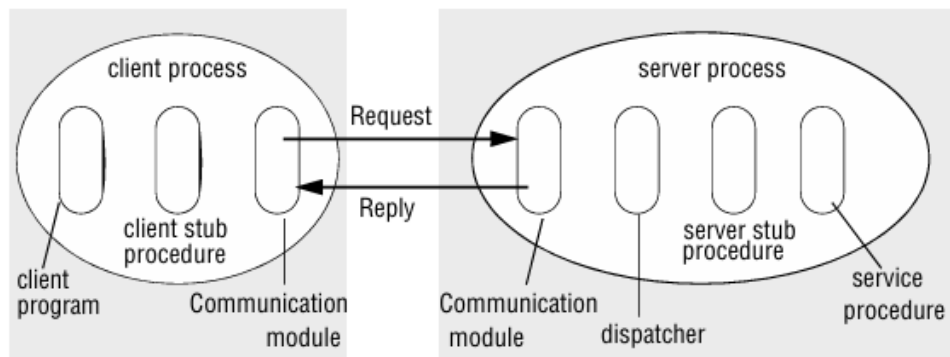 client process
server process
Request
Reply
client stub
procedure
server stub
procedure
client
program
service
procedure
Communication
module
Communication
module
dispatcher